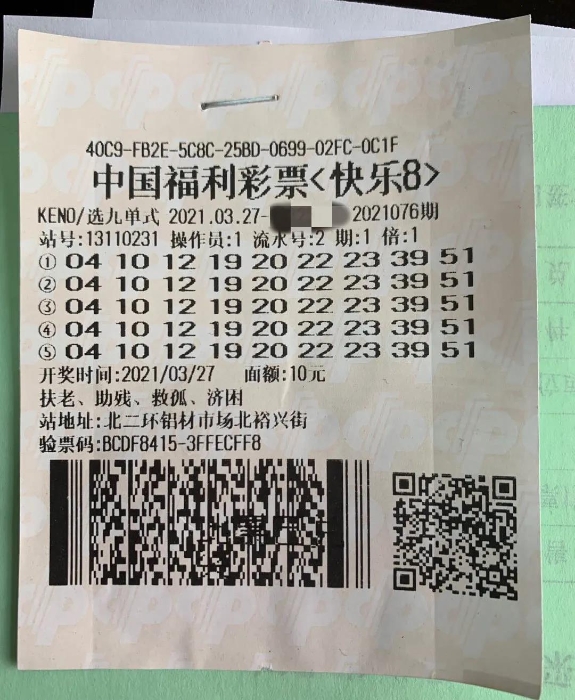 40C9-FB2E-5C8C-25BD-0699-02FC-0C1F
中国福利彩票<快乐8>
KENO/选九单式 2021.03.27- 2021076期
站号:13110231 操作员:1 流水号:2 期:1 倍:1
① 04 10 12 19 20 22 23 39 51
② 04 10 12 19 20 22 23 39 51
③ 04 10 12 19 20 22 23 39 51
④ 04 10 12 19 20 22 23 39 51
⑤ 04 10 12 19 20 22 23 39 51
开奖时间:2021/03/27 面额:10元
扶老、助残、救孤、济困
站地址:北二环铝材市场北裕兴街
验票码:BCDF8415-3FFECFF8